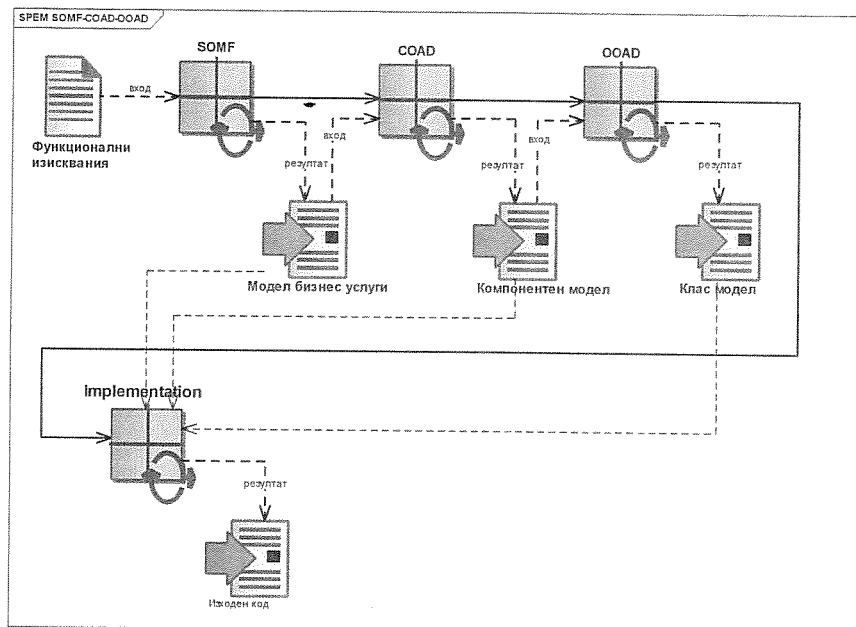 SPEM SOMF-COAD-OOAD
SOMF
COAD
OOAD
вход
Функционални
изисквания
резултат
вход
резултат
вход
резултат
Модел бизнес услуги
Компонентен модел
Клас модел
Implementation
резултат
Изходен код